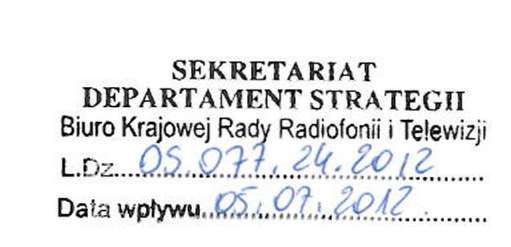 SEKRETARIAT
DEPARTAMENT STRATEGII
Biuro Krajowej Rady Radiofonii i Telewizji
L.Dz....05.077.24.2012
Data wpływu..05.07.2012